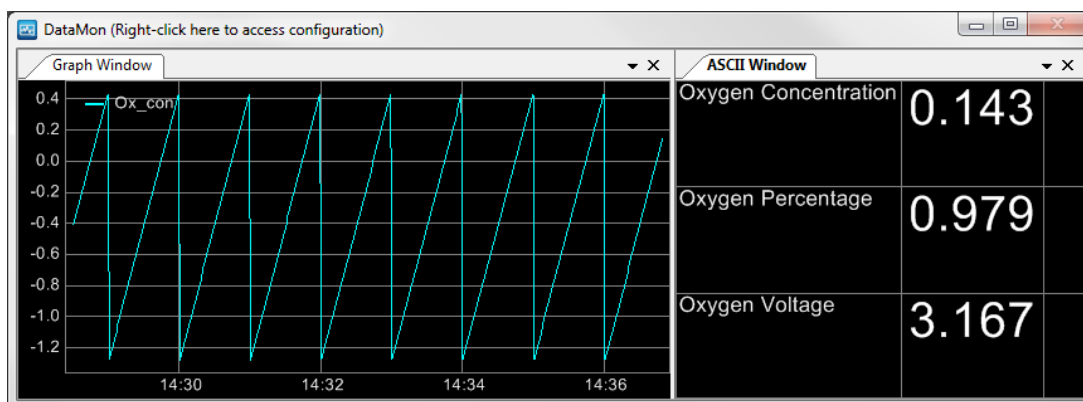 DataMon (Right-click here to access configuration)
Graph Window
Ox_con
0.4
0.2
0.0
-0.2
-0.4
-0.6
-0.8
-1.0
-1.2
14:30 14:32 14:34 14:36
ASCII Window
Oxygen Concentration 0.143
Oxygen Percentage 0.979
Oxygen Voltage 3.167